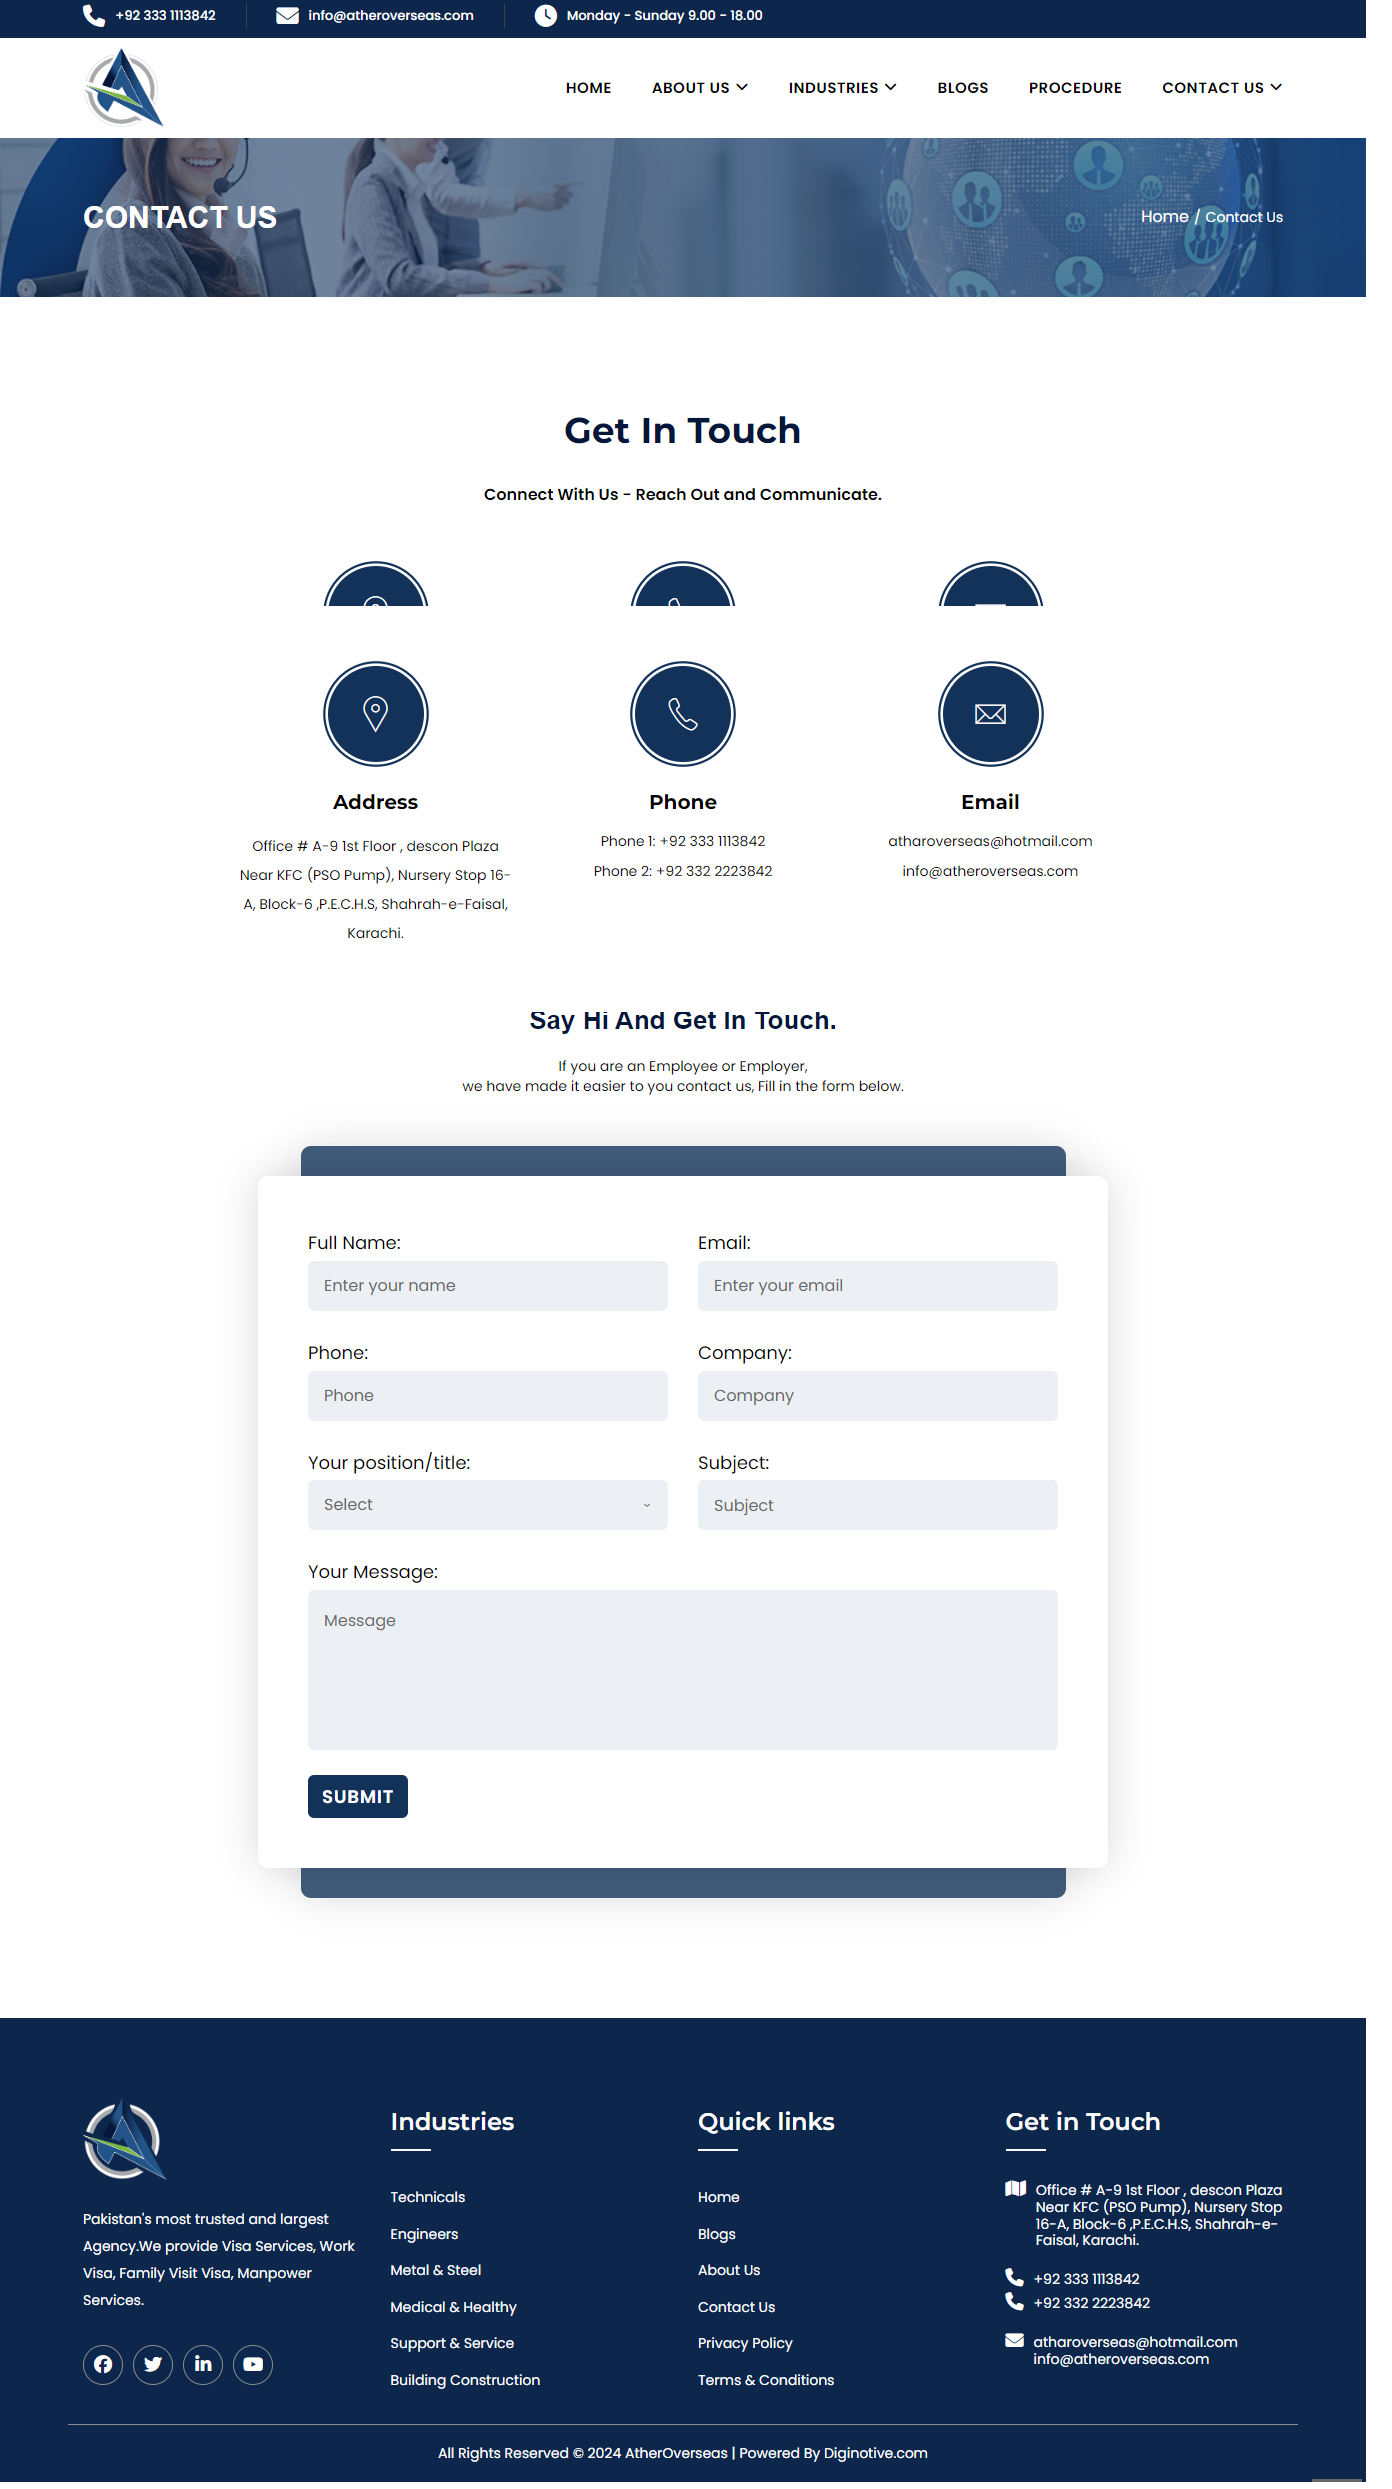 +92 333 1113842
info@atheroverseas.com
Monday - Sunday 9.00 - 18.00
HOME
ABOUT US
INDUSTRIES
BLOGS
PROCEDURE
CONTACT US
CONTACT US
Home / Contact Us
Get In Touch
Connect With Us - Reach Out and Communicate.
Address
Office # A-9 1st Floor , descon Plaza
Near KFC (PSO Pump), Nursery Stop 16-
A, Block-6 ,P.E.C.H.S, Shahrah-e-Faisal,
Karachi.
Phone
Phone 1: +92 333 1113842
Phone 2: +92 332 2223842
Email
atharoverseas@hotmail.com
info@atheroverseas.com
Say Hi And Get In Touch.
If you are an Employee or Employer,
we have made it easier to you contact us, Fill in the form below.
Full Name:
Enter your name
Email:
Enter your email
Phone:
Phone
Company:
Company
Your position/title:
Select
Subject:
Subject
Your Message:
Message
SUBMIT
Pakistan's most trusted and largest
Agency.We provide Visa Services, Work
Visa, Family Visit Visa, Manpower
Services.
Industries
Technicals
Engineers
Metal & Steel
Medical & Healthy
Support & Service
Building Construction
Quick links
Home
Blogs
About Us
Contact Us
Privacy Policy
Terms & Conditions
Get in Touch
Office # A-9 1st Floor , descon Plaza
Near KFC (PSO Pump), Nursery Stop
16-A, Block-6 ,P.E.C.H.S, Shahrah-e-
Faisal, Karachi.
+92 333 1113842
+92 332 2223842
atharoverseas@hotmail.com
info@atheroverseas.com
All Rights Reserved © 2024 AtherOverseas | Powered By Diginotive.com